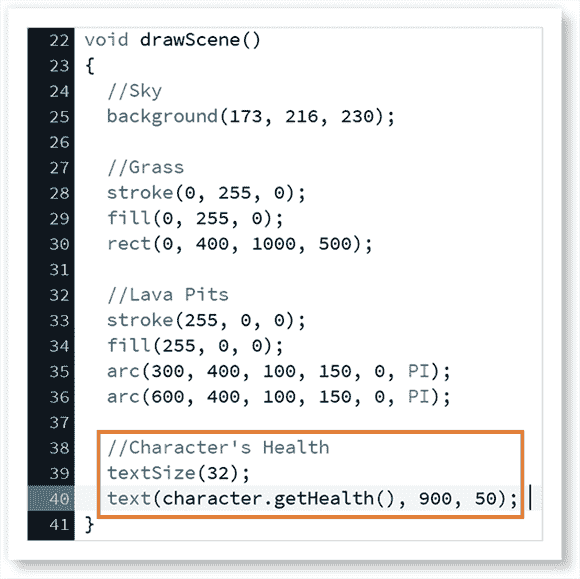 22 void drawScene()
23 {
24 //Sky
25 background(173, 216, 230);
26
27 //Grass
28 stroke(0, 255, 0);
29 fill(0, 255, 0);
30 rect(0, 400, 1000, 500);
31
32 //Lava Pits
33 stroke(255, 0, 0);
34 fill(255, 0, 0);
35 arc(300, 400, 100, 150, 0, PI);
36 arc(600, 400, 100, 150, 0, PI);
37
38 //Character's Health
39 textSize(32);
40 text(character.getHealth(), 900, 50);
41 }